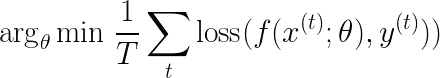 arg_θ min 1/T ∑_t loss(f(x^(t); θ), y^(t)))